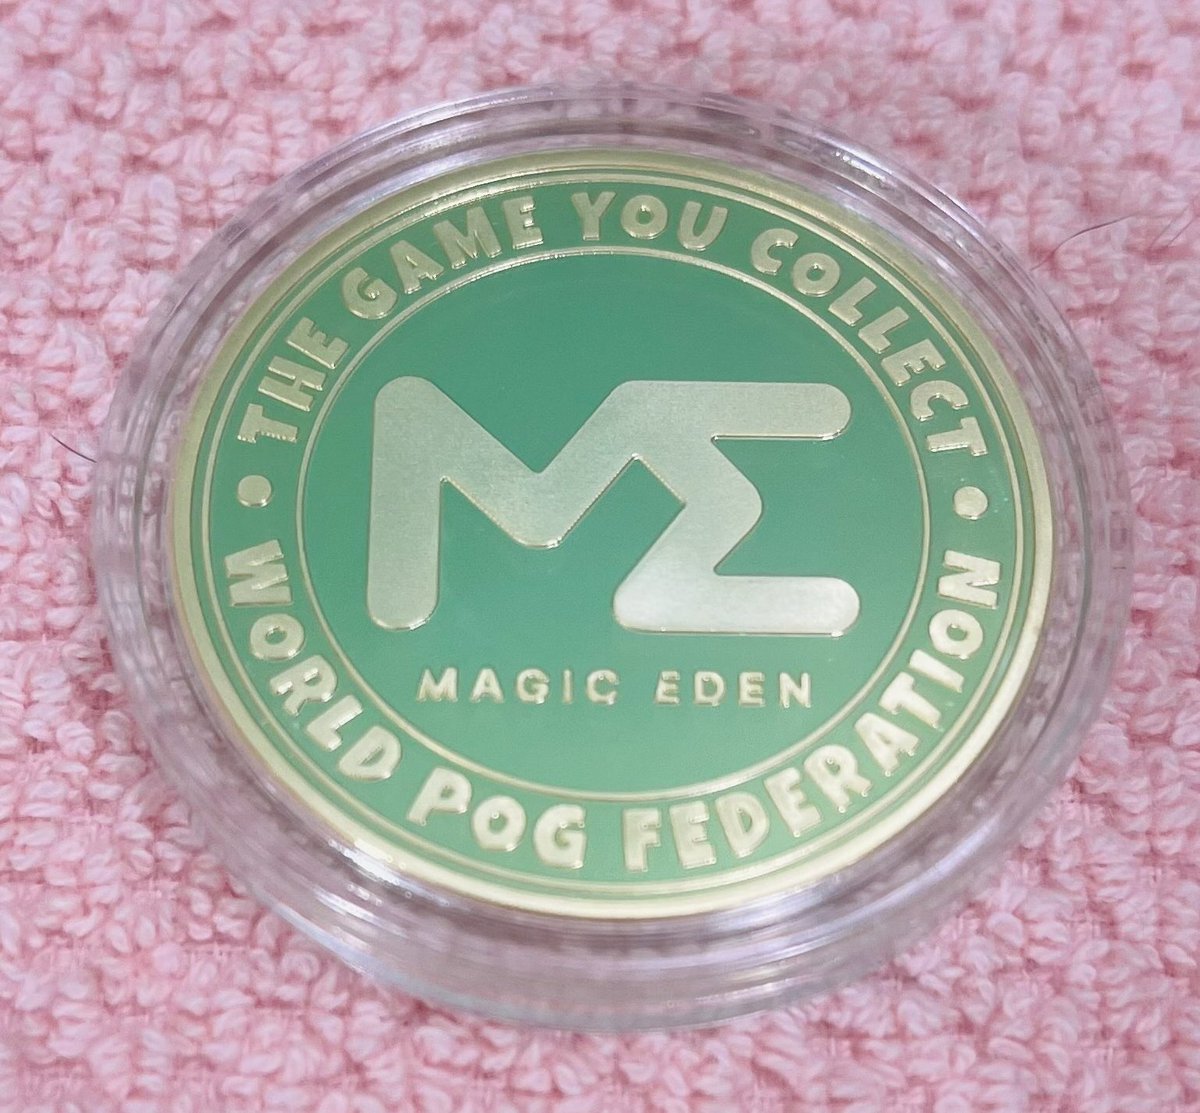 • THE GAME YOU COLLECT •
ME
MAGIC EDEN
WORLD POG FEDERATION